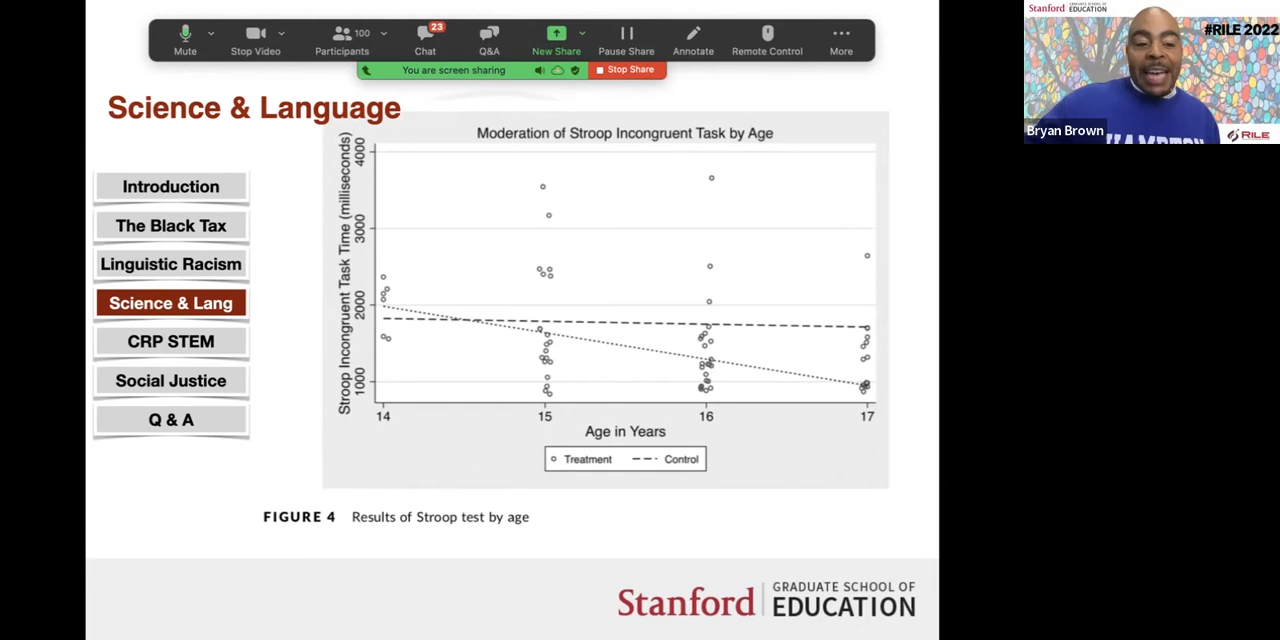 Mute
Stop Video
Participants
100
Chat
23
Q&A
New Share
Pause Share
Annotate
Remote Control
More
You are screen sharing
Stop Share
Science & Language
Introduction
The Black Tax
Linguistic Racism
Science & Lang
CRP STEM
Social Justice
Q & A
Moderation of Stroop Incongruent Task by Age
Stroop Incongruent Task Time (milliseconds)
4000
3000
2000
1000
14
15
16
17
Age in Years
Treatment
Control
FIGURE 4 Results of Stroop test by age
Stanford
GRADUATE SCHOOL OF
EDUCATION
Stanford
GRADUATE SCHOOL OF
EDUCATION
#RILE 2022
Bryan Brown
RILE